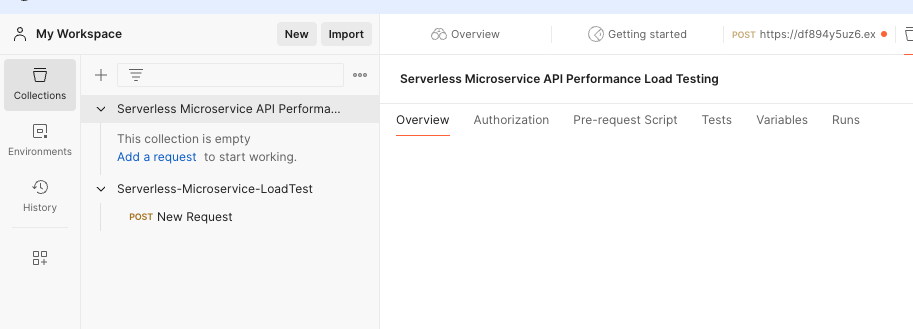 My Workspace
New
Import
Overview
Getting started
POST https://df894y5uz6.ex
Collections
Environments
History
•••
Serverless Microservice API Performa...
This collection is empty
Add a request to start working.
Serverless-Microservice-LoadTest
POST New Request
Serverless Microservice API Performance Load Testing
Overview
Authorization
Pre-request Script
Tests
Variables
Runs